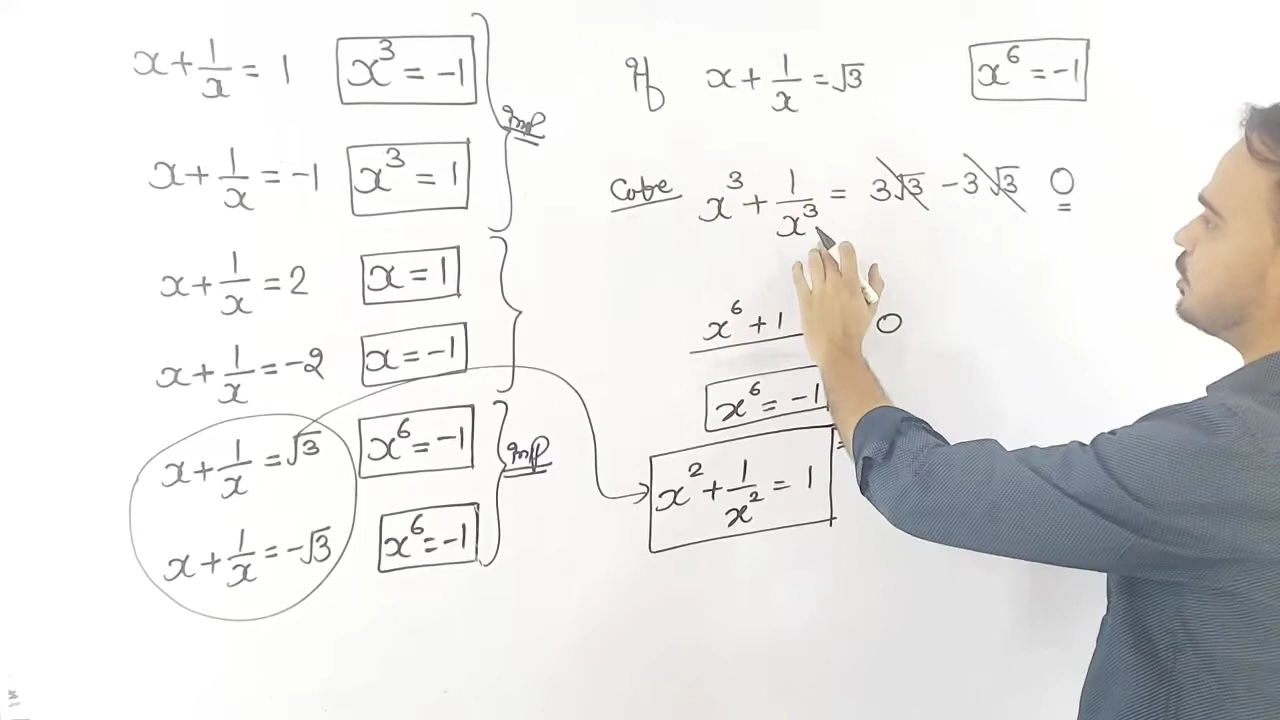 x + 1/x = 1   x³ = -1
x + 1/x = -1   x³ = 1
Imp
x + 1/x = 2   x = 1
x + 1/x = -2   x = -1
x + 1/x = √3   x⁶ = -1
x + 1/x = -√3   x⁶ = -1
Imp
If x + 1/x = √3   x⁶ = -1
Cube x³ + 1/x³ = 3√3 - 3√3   0
x⁶ + 1   0
x⁶ = -1
x² + 1/x² = 1